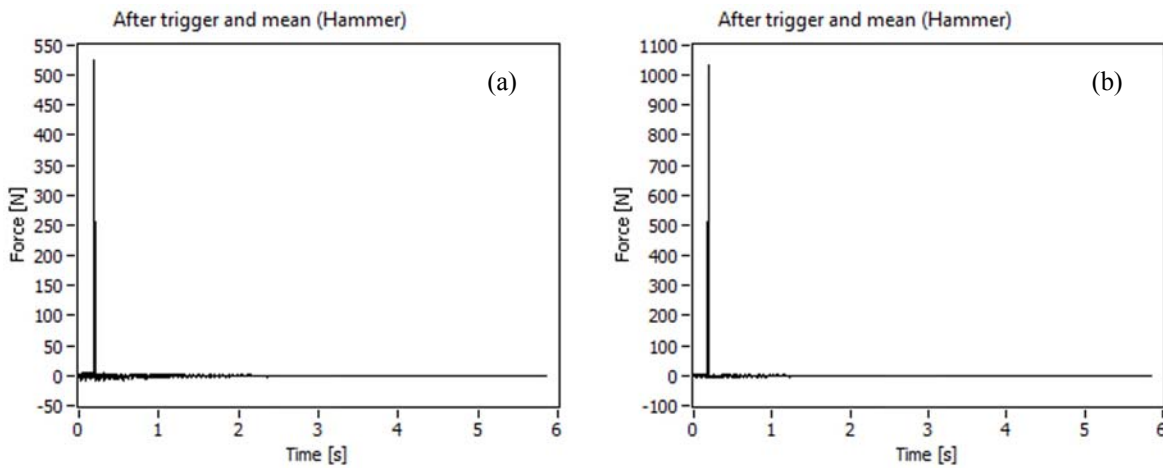 After trigger and mean (Hammer)
(a)
Force [N]
550
500
450
400
350
300
250
200
150
100
50
0
-50
0 1 2 3 4 5 6
Time [s]
After trigger and mean (Hammer)
(b)
Force [N]
1100
1000
900
800
700
600
500
400
300
200
100
0
-100
0 1 2 3 4 5 6
Time [s]